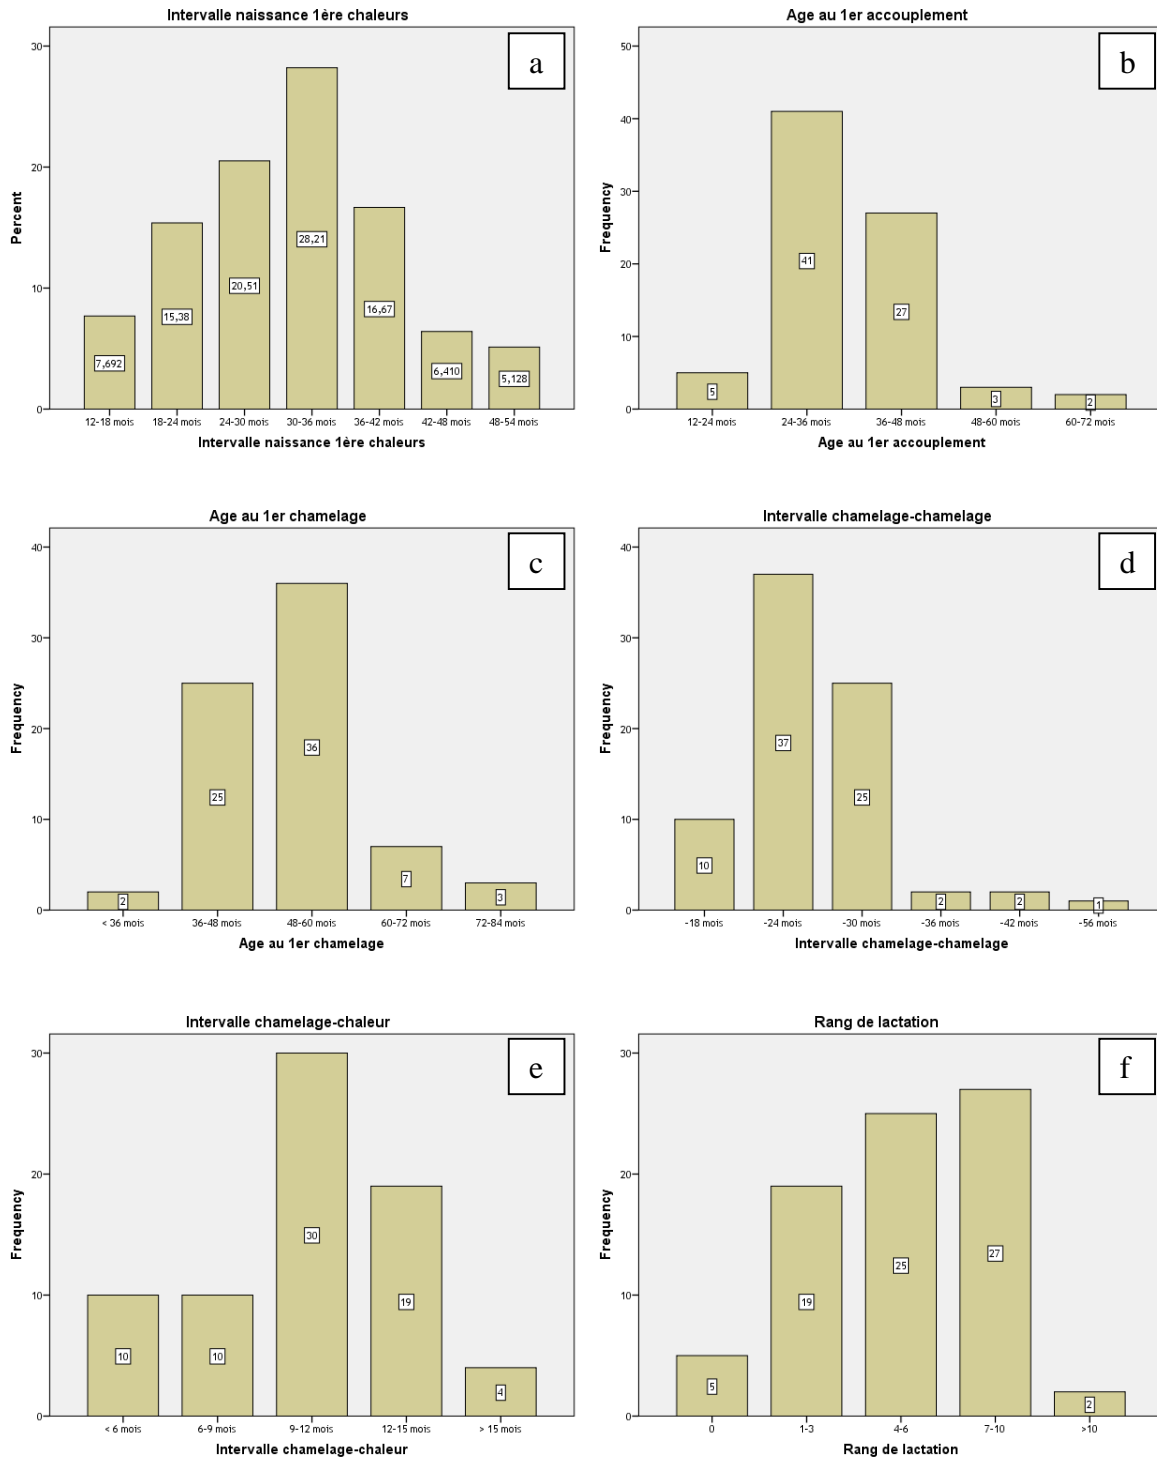 Intervalle naissance 1ère chaleurs
a
Percent
30
20
10
0
7,692
15,38
20,51
28,21
16,67
6,410
5,128
12-18 mois 18-24 mois 24-30 mois 30-36 mois 36-42 mois 42-48 mois 48-54 mois
Intervalle naissance 1ère chaleurs
Age au 1er accouplement
b
Frequency
50
40
30
20
10
0
5
41
27
3
2
12-24 mois 24-36 mois 36-48 mois 48-60 mois 60-72 mois
Age au 1er accouplement
Age au 1er chamelage
c
Frequency
40
30
20
10
0
2
25
36
7
3
< 36 mois 36-48 mois 48-60 mois 60-72 mois 72-84 mois
Age au 1er chamelage
Intervalle chamelage-chamelage
d
Frequency
40
30
20
10
0
10
37
25
2
2
1
-18 mois -24 mois -30 mois -36 mois -42 mois -56 mois
Intervalle chamelage-chamelage
Intervalle chamelage-chaleur
e
Frequency
30
20
10
0
10
10
30
19
4
< 6 mois 6-9 mois 9-12 mois 12-15 mois > 15 mois
Intervalle chamelage-chaleur
Rang de lactation
f
Frequency
30
20
10
0
5
19
25
27
2
0 1-3 4-6 7-10 >10
Rang de lactation